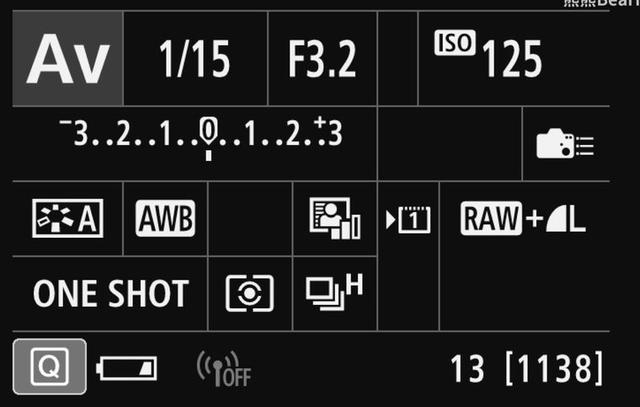 Av 1/15 F3.2 ISO 125
-3..2..1..0..1..2..+3
A AWB 1 RAW+L
ONE SHOT H
Q OFF 13 [1138]